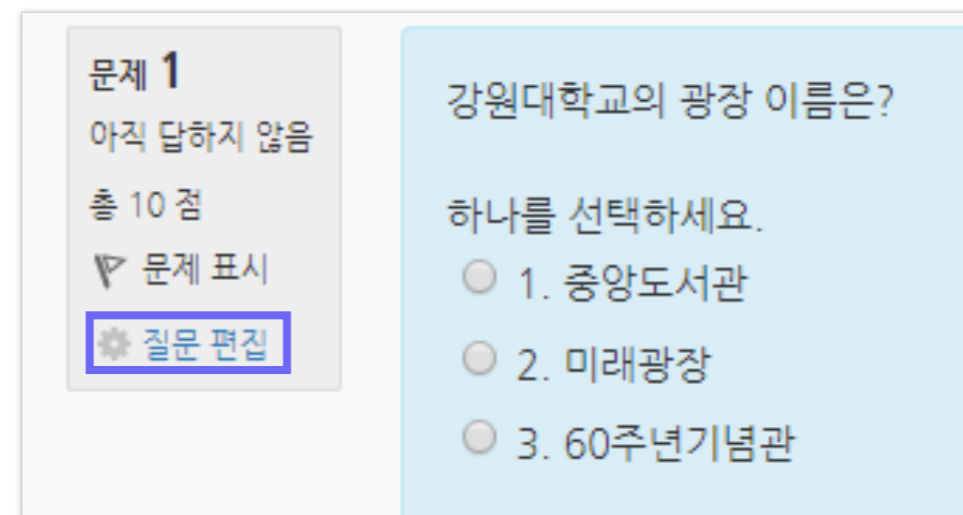 문제 1
아직 답하지 않음
총 10 점
문제 표시
질문 편집
강원대학교의 광장 이름은?
하나를 선택하세요.
1. 중앙도서관
2. 미래광장
3. 60주년기념관